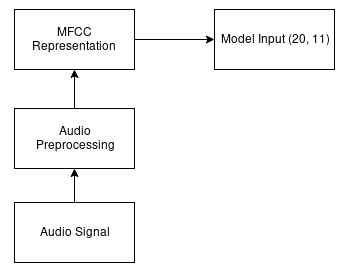 MFCC
Representation
Model Input (20, 11)
Audio
Preprocessing
Audio Signal